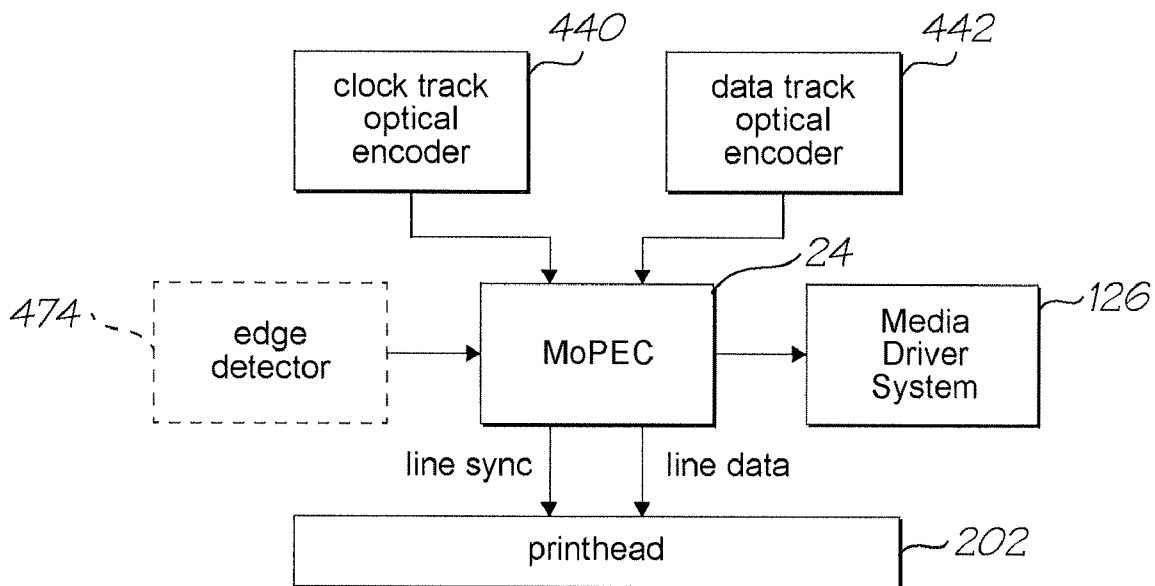 440
442
clock track
optical
encoder
data track
optical
encoder
24
474
126
edge
detector
MoPEC
Media
Driver
System
line sync
line data
printhead
202